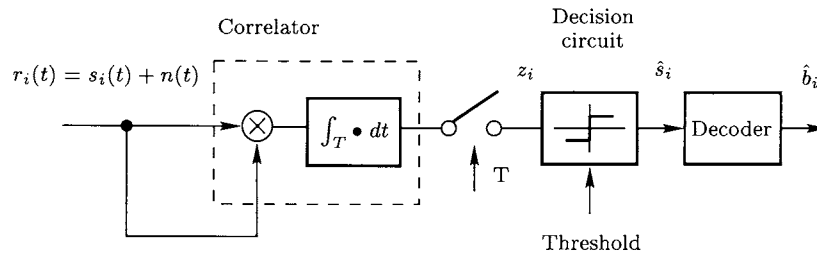 Correlator
Decision
circuit
r_i(t) = s_i(t) + n(t)
z_i
ŝ_i
b̂_i
∫_T • dt
Decoder
T
Threshold